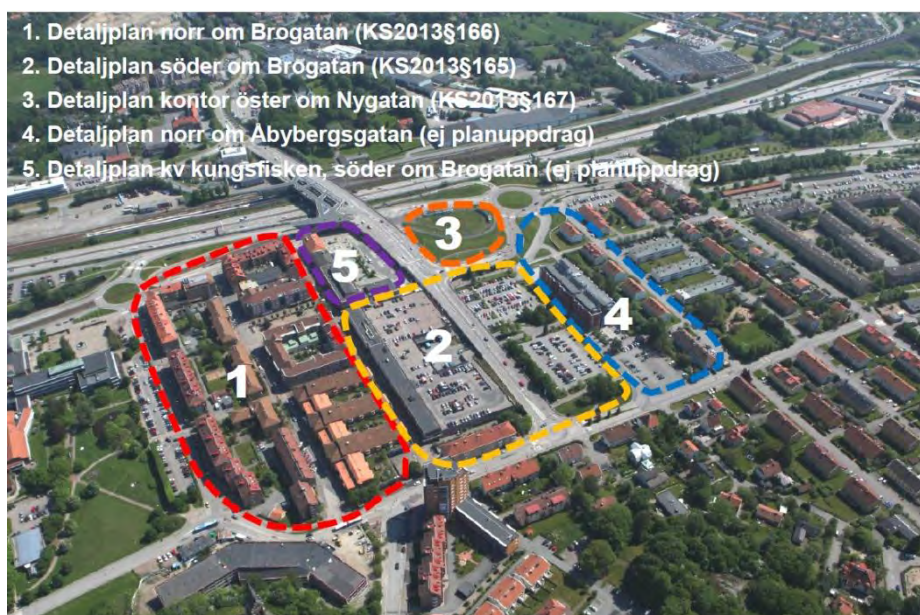 1. Detaljplan norr om Brogatan (KS2013§166)
2. Detaljplan söder om Brogatan (KS2013§165)
3. Detaljplan kontor öster om Nygatan (KS2013§167)
4. Detaljplan norr om Åbybergsgatan (ej planuppdrag)
5. Detaljplan kv kungsfisken, söder om Brogatan (ej planuppdrag)
3
5
4
2
1